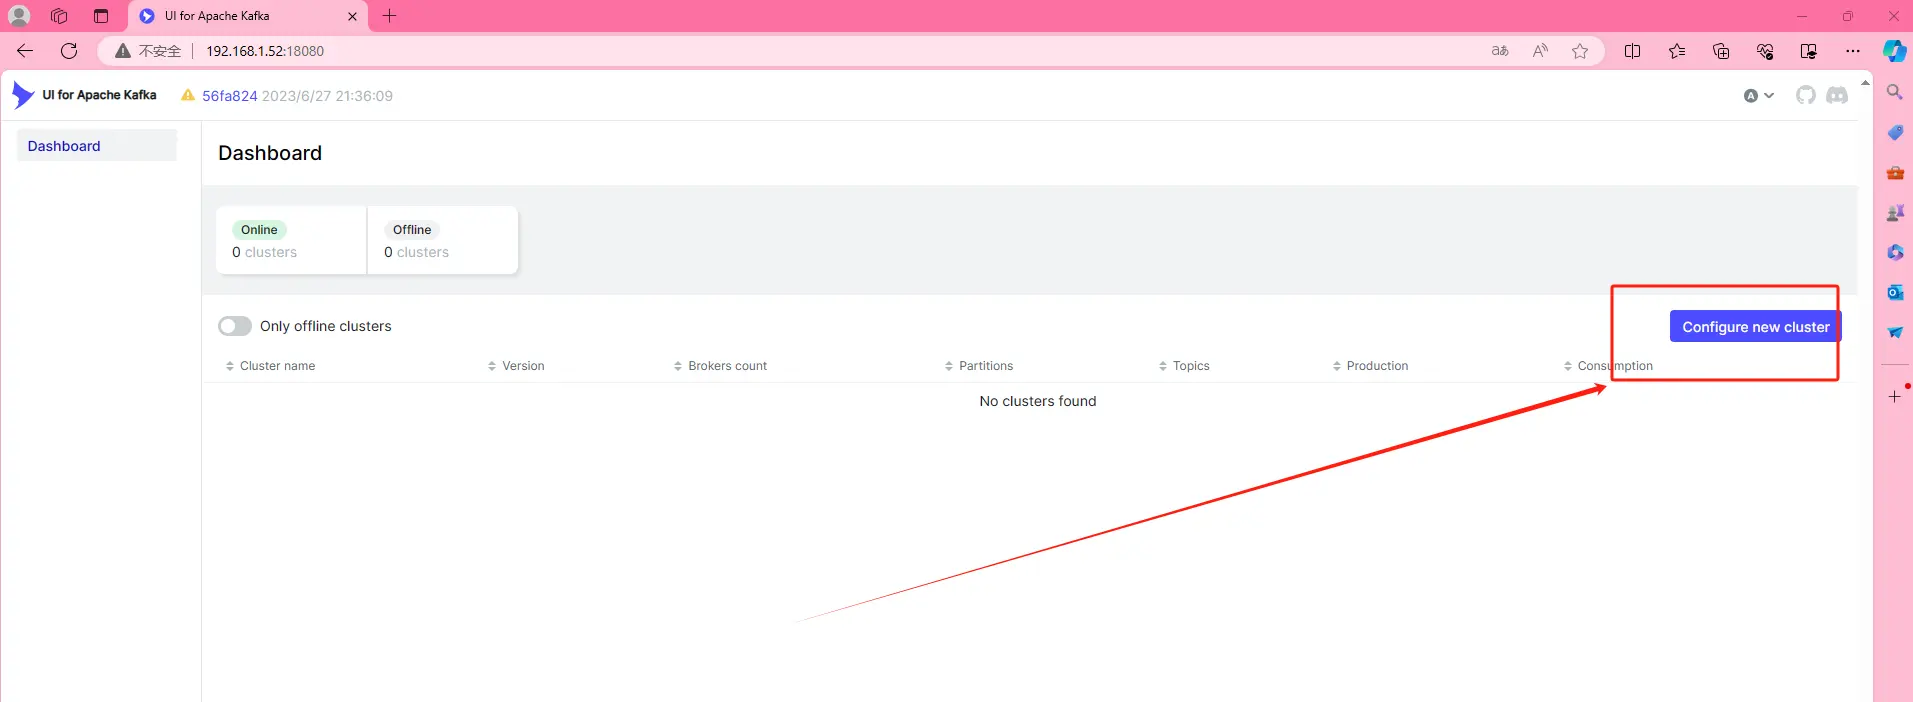 UI for Apache Kafka
不安全 192.168.1.52:18080
UI for Apache Kafka 56fa824 2023/6/27 21:36:09
Dashboard
Dashboard
Online
0 clusters
Offline
0 clusters
Only offline clusters
Configure new cluster
Cluster name Version Brokers count Partitions Topics Production Consumption
No clusters found